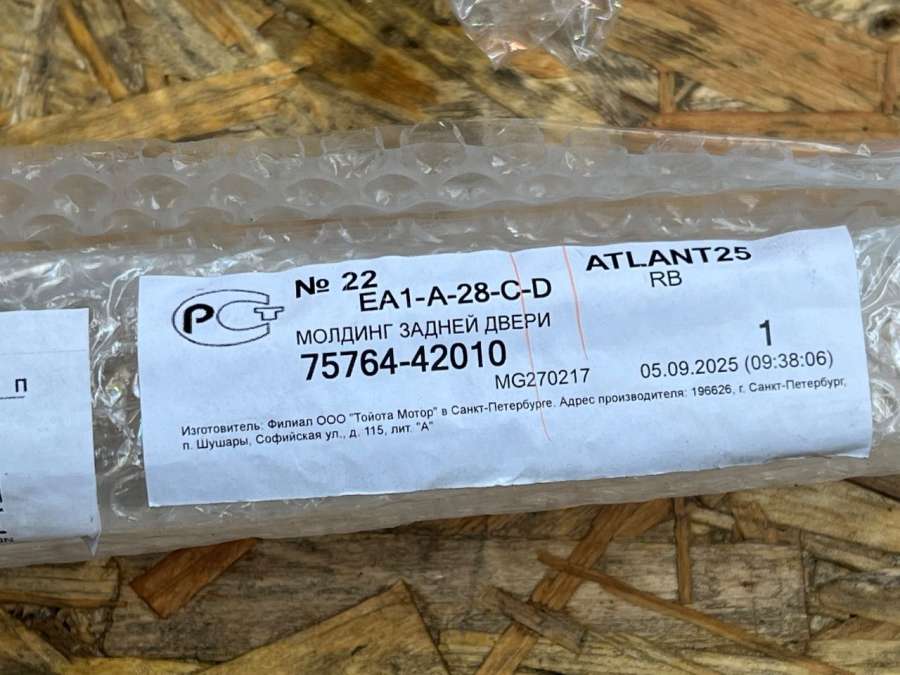 № 22
ATLANT25
EA1-A-28-C-D
RB
МОЛДИНГ ЗАДНЕЙ ДВЕРИ
1
75764-42010
MG270217
05.09.2025 (09:38:06)
Изготовитель: Филиал ООО "Тойота Мотор" в Санкт-Петербурге. Адрес производителя: 196626, г. Санкт-Петербург,
п. Шушары, Софийская ул., д. 115, лит. "А"
РСТ
П